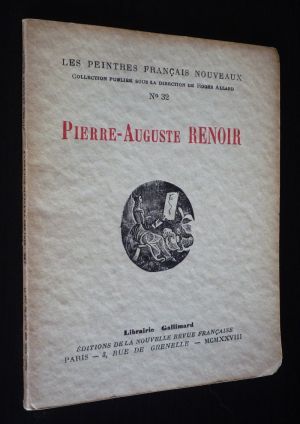 LES PEINTRES FRANÇAIS NOUVEAUX
COLLECTION PUBLIÉE SOUS LA DIRECTION DE ROGER ALLARD
No 32
PIERRE-AUGUSTE RENOIR
Librairie Gallimard
ÉDITIONS DE LA NOUVELLE REVUE FRANÇAISE
PARIS — 3, RUE DE GRENELLE — MCMXXVIII